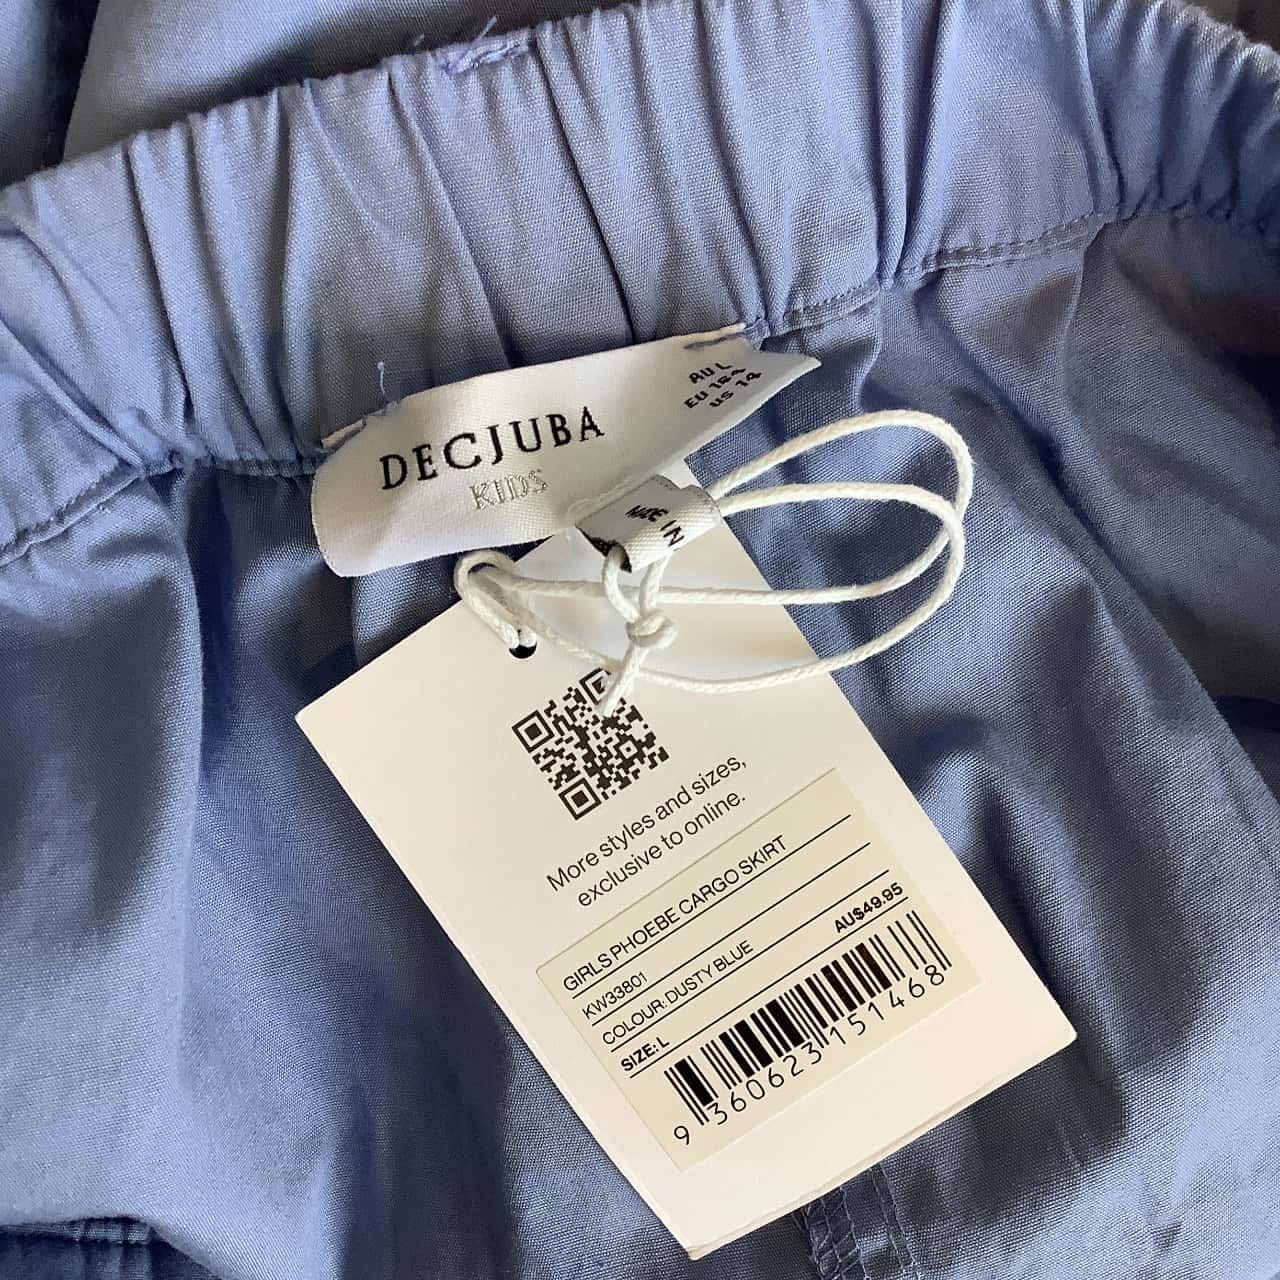 DECJUBA
KIDS
AU L
EU 164
US 14
MADE IN
More styles and sizes,
exclusive to online.
GIRLS PHOEBE CARGO SKIRT
KW33801
COLOUR: DUSTY BLUE
SIZE: L
AU$49.95
9 360623 151468